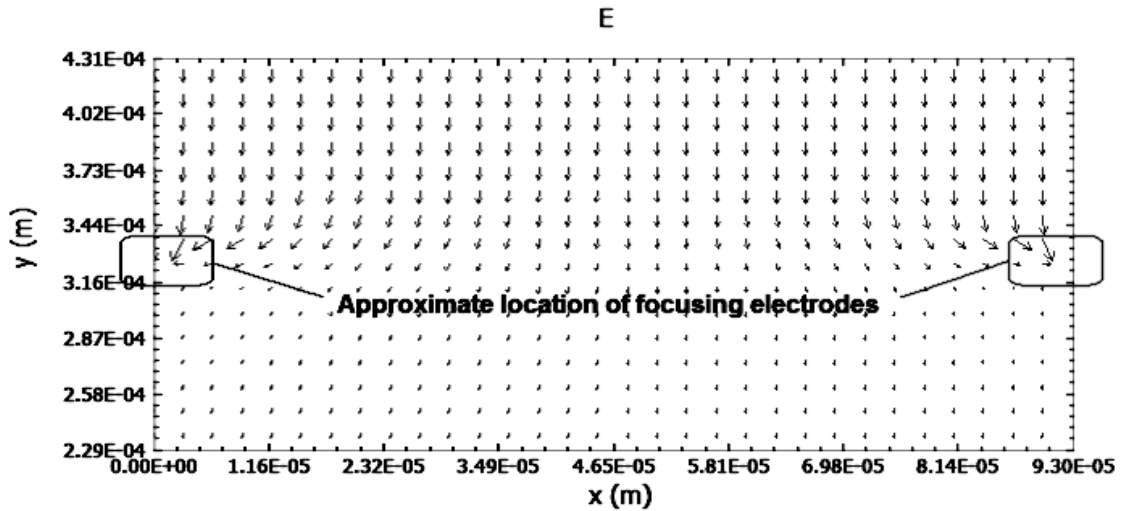 E
4.31E-04
4.02E-04
3.73E-04
3.44E-04
3.16E-04
2.87E-04
2.58E-04
2.29E-04
y (m)
Approximate location of focusing electrodes
0.00E+00 1.16E-05 2.32E-05 3.49E-05 4.65E-05 5.81E-05 6.98E-05 8.14E-05 9.30E-05
x (m)